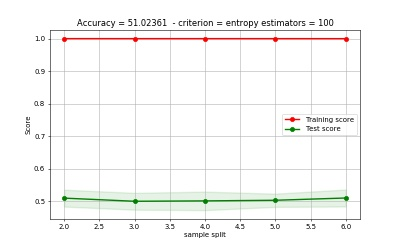 Accuracy = 51.02361  - criterion = entropy estimators = 100
1.0
0.9
0.8
0.7
0.6
0.5
Score
Training score
Test score
2.0 2.5 3.0 3.5 4.0 4.5 5.0 5.5 6.0
sample split